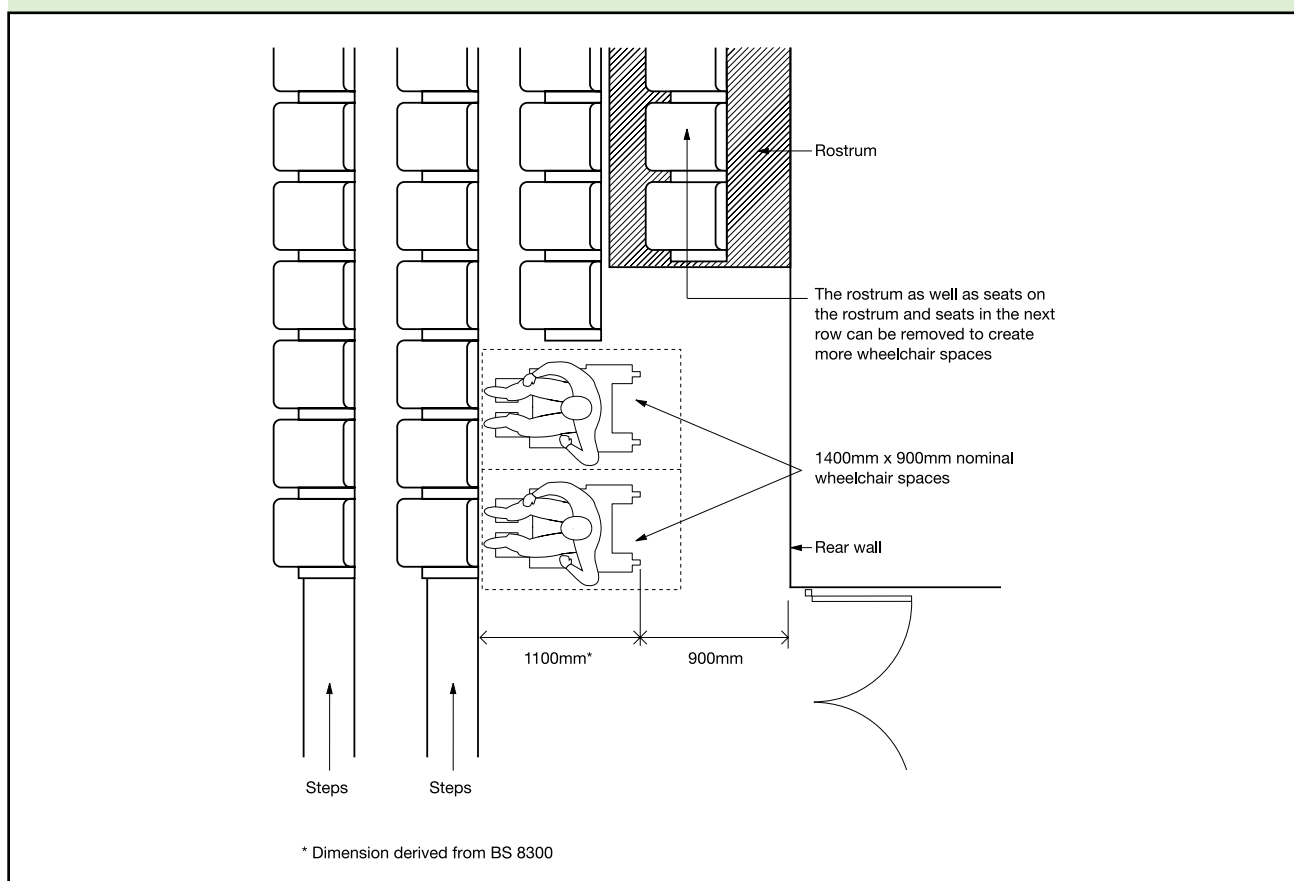 Rostrum
The rostrum as well as seats on
the rostrum and seats in the next
row can be removed to create
more wheelchair spaces
1400mm x 900mm nominal
wheelchair spaces
Rear wall
1100mm*
900mm
Steps
Steps
* Dimension derived from BS 8300